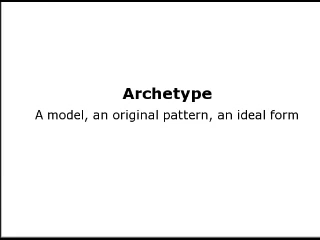 Archetype
A model, an original pattern, an ideal form